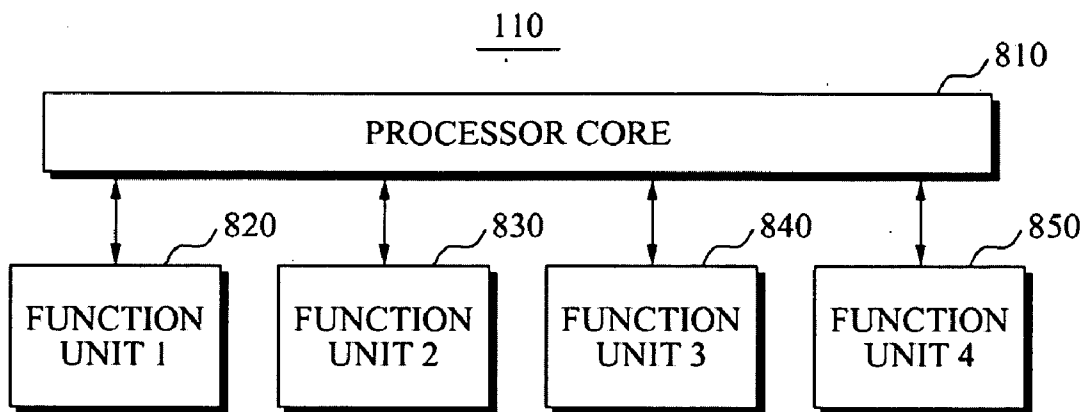 110
810
PROCESSOR CORE
820
830
840
850
FUNCTION
UNIT 1
FUNCTION
UNIT 2
FUNCTION
UNIT 3
FUNCTION
UNIT 4